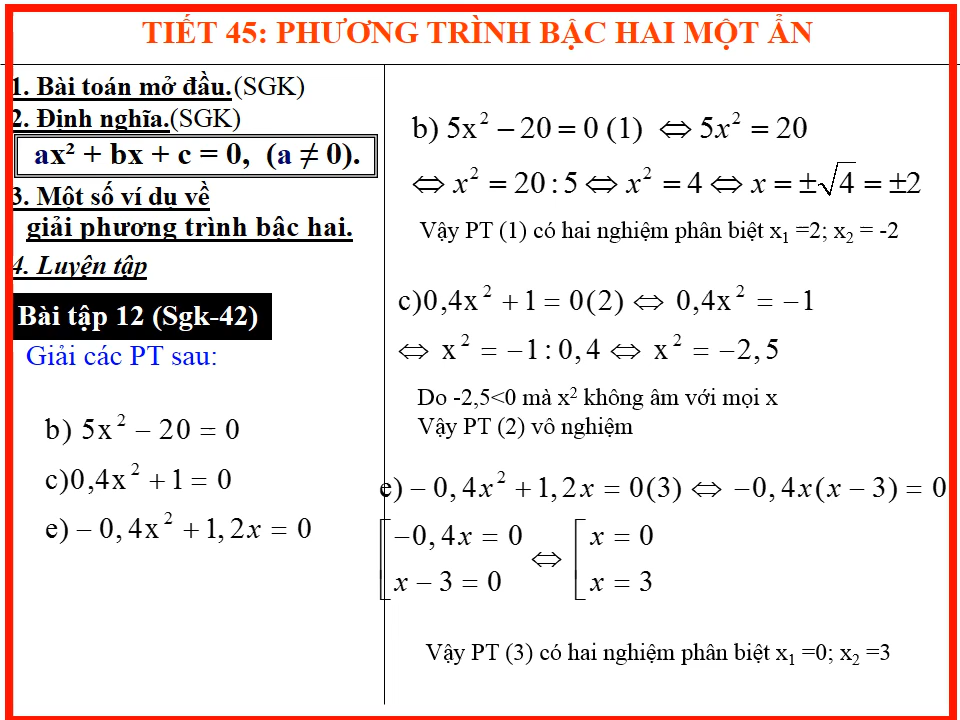 TIẾT 45: PHƯƠNG TRÌNH BẬC HAI MỘT ẨN
1. Bài toán mở đầu.(SGK)
2. Định nghĩa.(SGK)
ax² + bx + c = 0, (a ≠ 0).
3. Một số ví dụ về
giải phương trình bậc hai.
4. Luyện tập
Bài tập 12 (Sgk-42)
Giải các PT sau:
b) 5x² − 20 = 0
c)0,4x² + 1 = 0
e) − 0, 4x² + 1, 2x = 0
b) 5x² − 20 = 0 (1) ⇔ 5x² = 20
⇔ x² = 20 : 5 ⇔ x² = 4 ⇔ x = ±√4 = ±2
Vậy PT (1) có hai nghiệm phân biệt x₁ =2; x₂ = -2
c)0,4x² + 1 = 0(2) ⇔ 0,4x² = −1
⇔ x² = −1 : 0, 4 ⇔ x² = −2, 5
Do -2,5<0 mà x² không âm với mọi x
Vậy PT (2) vô nghiệm
e) − 0, 4x² + 1, 2x = 0(3) ⇔ −0, 4x(x − 3) = 0
[ −0, 4x = 0 ⇔ [ x = 0
x − 3 = 0 x = 3
Vậy PT (3) có hai nghiệm phân biệt x₁ =0; x₂ =3